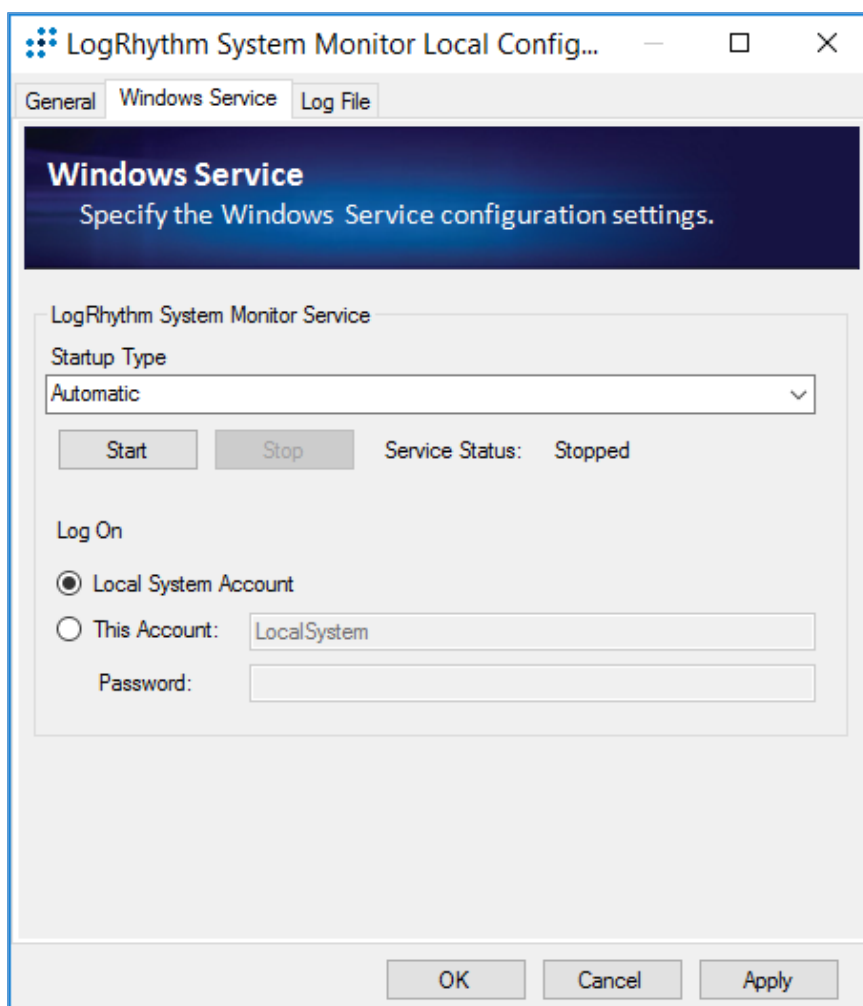 LogRhythm System Monitor Local Config...
General Windows Service Log File
Windows Service
Specify the Windows Service configuration settings.
LogRhythm System Monitor Service
Startup Type
Automatic
Start Stop Service Status: Stopped
Log On
Local System Account
This Account: LocalSystem
Password:
OK Cancel Apply